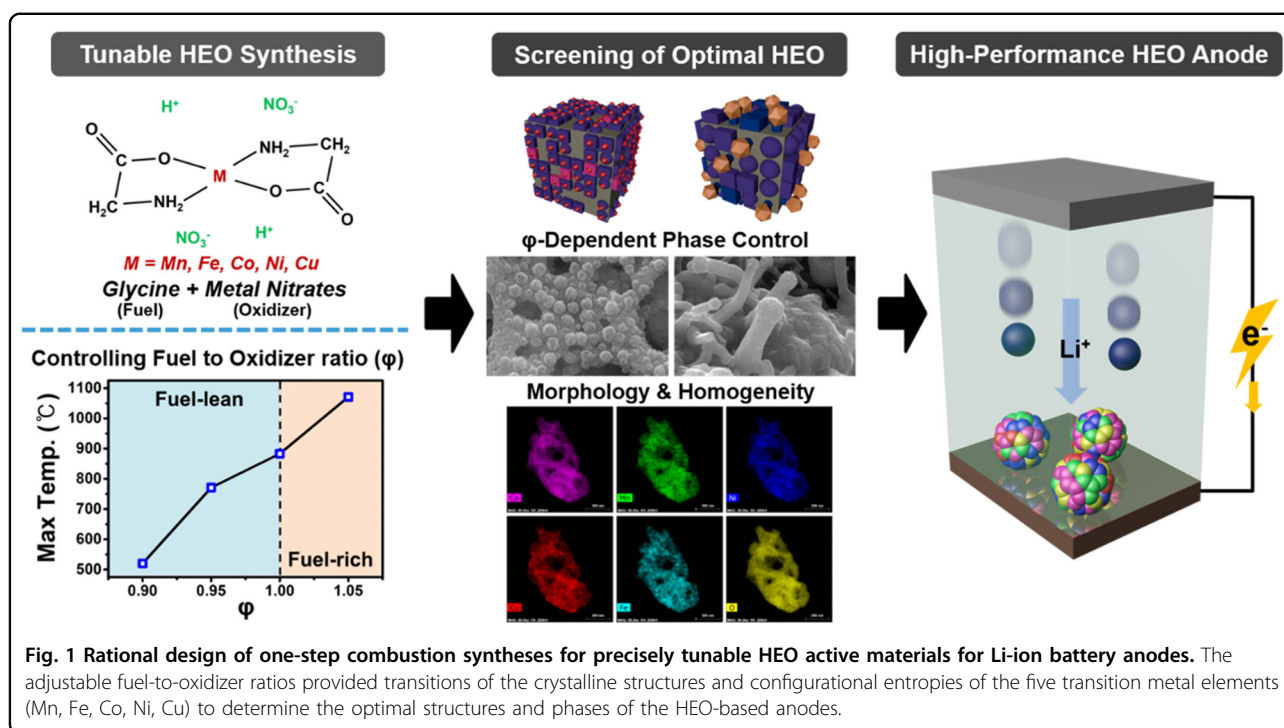 Tunable HEO Synthesis
H⁺
NO₃⁻
O
C
O
NH₂
CH₂
M
H₂C
NH₂
O
C
O
NO₃⁻
H⁺
M = Mn, Fe, Co, Ni, Cu
Glycine + Metal Nitrates
(Fuel)
(Oxidizer)
Controlling Fuel to Oxidizer ratio (φ)
Max Temp. (℃)
1100
1000
900
800
700
600
500
Fuel-lean
Fuel-rich
0.90
0.95
1.00
1.05
φ
Screening of Optimal HEO
φ-Dependent Phase Control
Morphology & Homogeneity
Mn
Ni
Fe
O
High-Performance HEO Anode
Li⁺
e⁻
Fig. 1 Rational design of one-step combustion syntheses for precisely tunable HEO active materials for Li-ion battery anodes. The
adjustable fuel-to-oxidizer ratios provided transitions of the crystalline structures and configurational entropies of the five transition metal elements
(Mn, Fe, Co, Ni, Cu) to determine the optimal structures and phases of the HEO-based anodes.